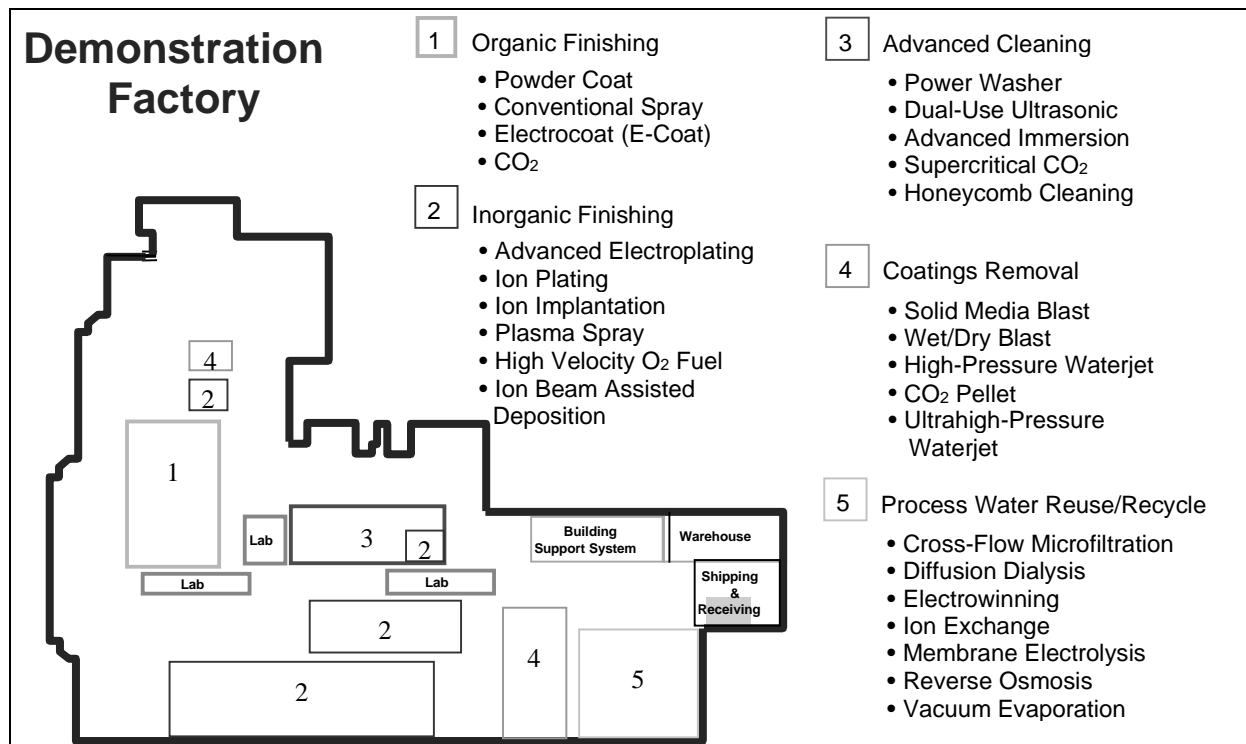 Demonstration
Factory
1 Organic Finishing
• Powder Coat
• Conventional Spray
• Electrocoat (E-Coat)
• CO₂
2 Inorganic Finishing
• Advanced Electroplating
• Ion Plating
• Ion Implantation
• Plasma Spray
• High Velocity O₂ Fuel
• Ion Beam Assisted
Deposition
3 Advanced Cleaning
• Power Washer
• Dual-Use Ultrasonic
• Advanced Immersion
• Supercritical CO₂
• Honeycomb Cleaning
4 Coatings Removal
• Solid Media Blast
• Wet/Dry Blast
• High-Pressure Waterjet
• CO₂ Pellet
• Ultrahigh-Pressure
Waterjet
5 Process Water Reuse/Recycle
• Cross-Flow Microfiltration
• Diffusion Dialysis
• Electrowinning
• Ion Exchange
• Membrane Electrolysis
• Reverse Osmosis
• Vacuum Evaporation
4
2
1
Lab
3
2
Building
Support System
Warehouse
Lab
Lab
Shipping
&
Receiving
2
4
5
2